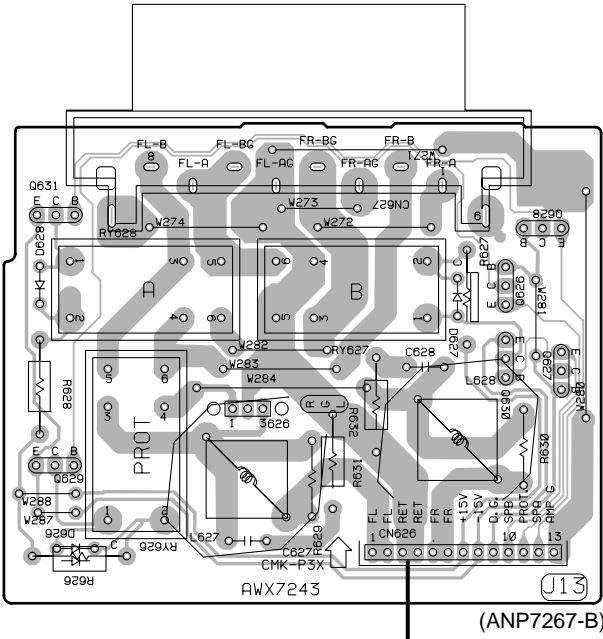 FL-B FL-BG FR-BG FR-B
8 FL-A FL-AG FR-AG W271 FR-A
1
Q631
E C B
W273
CN627
9
Q628
B C E
D628
RY628
W274
W272
R627
1 3 5
A
2 4 6
6 4 2
B
5 3 1
C
B
C
E
Q626
W281
W282
RY627
D627
W283
C628
E
C
B
L628
Q630
Q627
E
C
B
W284
R628
5 6
3 4
PROT
1 2
1 3626
R G L
R632
R631
R630
E C B
Q629
W288
W287
D626
C
R626
RY626
L627
C627
R629
CMK-P3X
FL
FL
RET
RET
FR
FR
+15V
-15V
D.G.
SPB
PROT
SPA
AMP G
1
CN626
10
13
AWX7243
J13
(ANP7267-B)